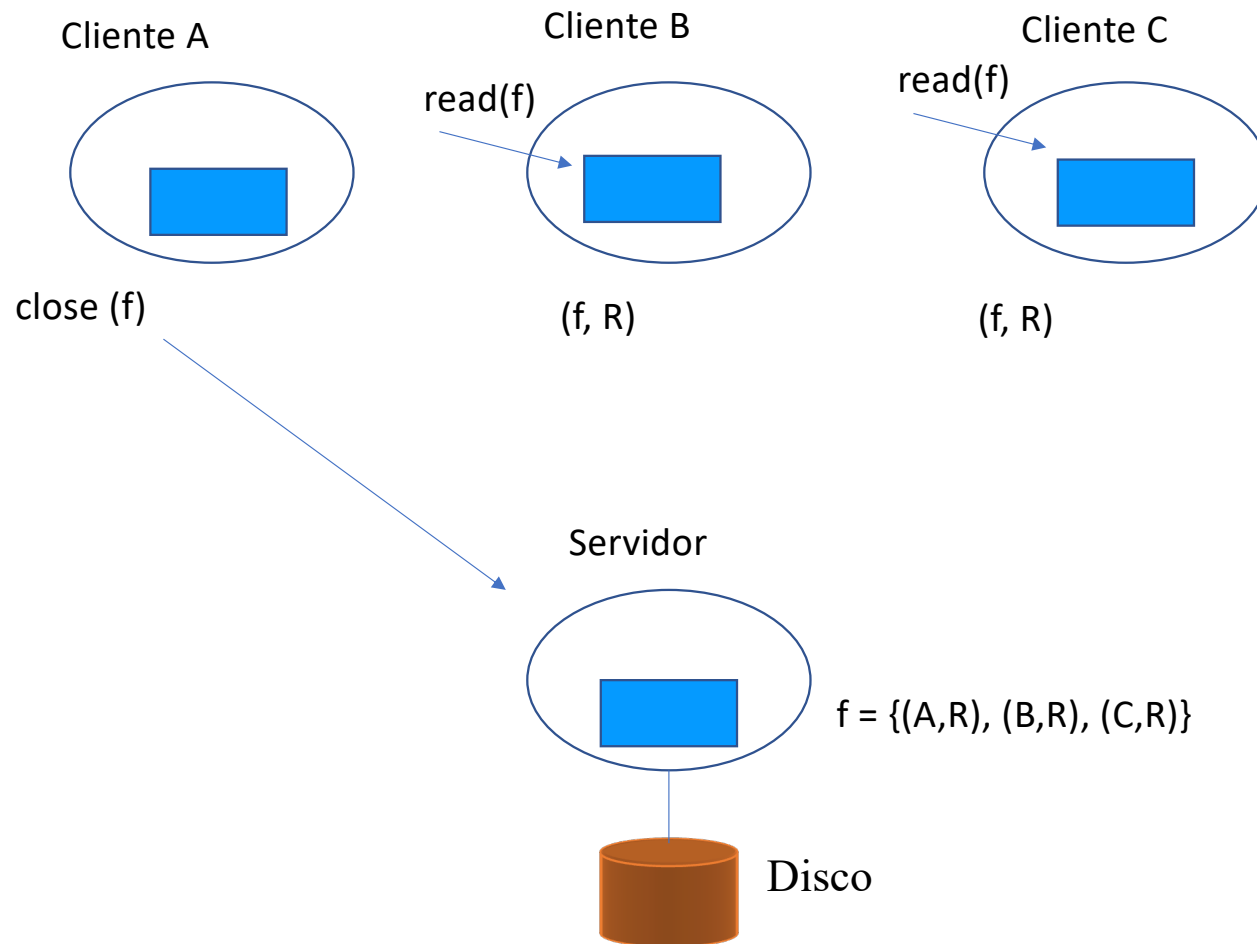 Cliente A
Cliente B
Cliente C
read(f)
read(f)
close (f)
(f, R)
(f, R)
Servidor
f = {(A,R), (B,R), (C,R)}
Disco